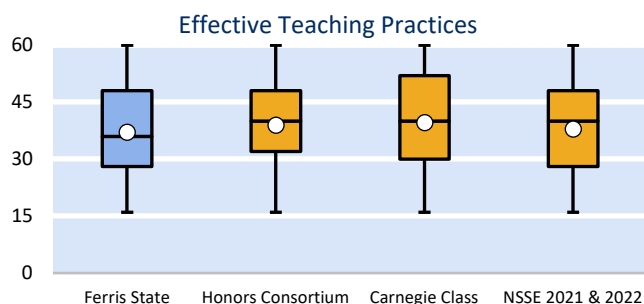 Effective Teaching Practices
60
45
30
15
0
Ferris State
Honors Consortium
Carnegie Class
NSSE 2021 & 2022